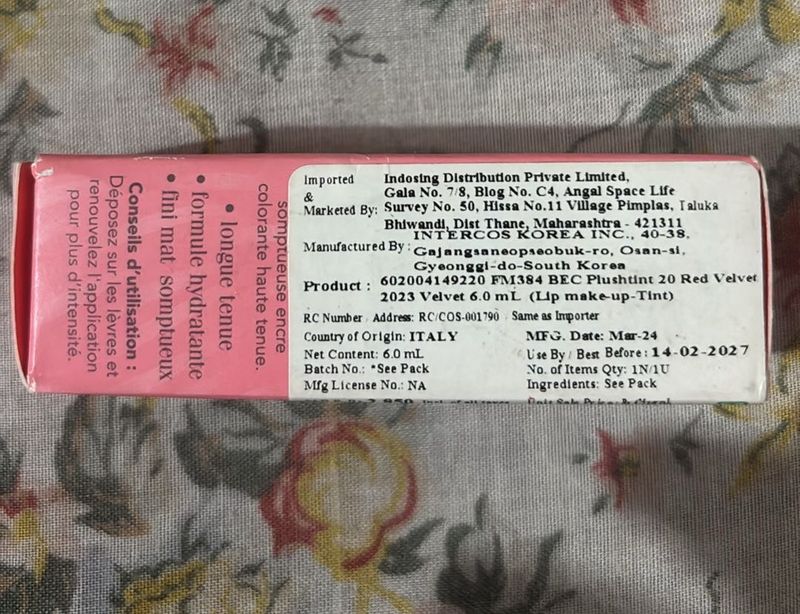 somptueuse encre
colorante haute tenue.
• longue tenue
• formule hydratante
• fini mat somptueux
Conseils d'utilisation :
Déposez sur les lèvres et
renouvelez l'application
pour plus d'intensité.
Imported & Marketed By: Indosing Distribution Private Limited,
Gala No. 7/8, Blog No. C4, Angal Space Life
Survey No. 50, Hissa No.11 Village Pimplas, Taluka
Bhiwandi, Dist Thane, Maharashtra - 421311
Manufactured By : INTERCOS KOREA INC., 40-38,
Gajangsaneopseobuk-ro, Osan-si,
Gyeonggi-do-South Korea
Product : 602004149220 FM384 BEC Plushtint 20 Red Velvet
2023 Velvet 6.0 mL (Lip make-up-Tint)
RC Number / Address: RC/COS-001790 / Same as Importer
Country of Origin: ITALY MFG. Date: Mar-24
Net Content: 6.0 mL Use By / Best Before: 14-02-2027
Batch No.: *See Pack No. of Items Qty: 1N/1U
Mfg License No.: NA Ingredients: See Pack